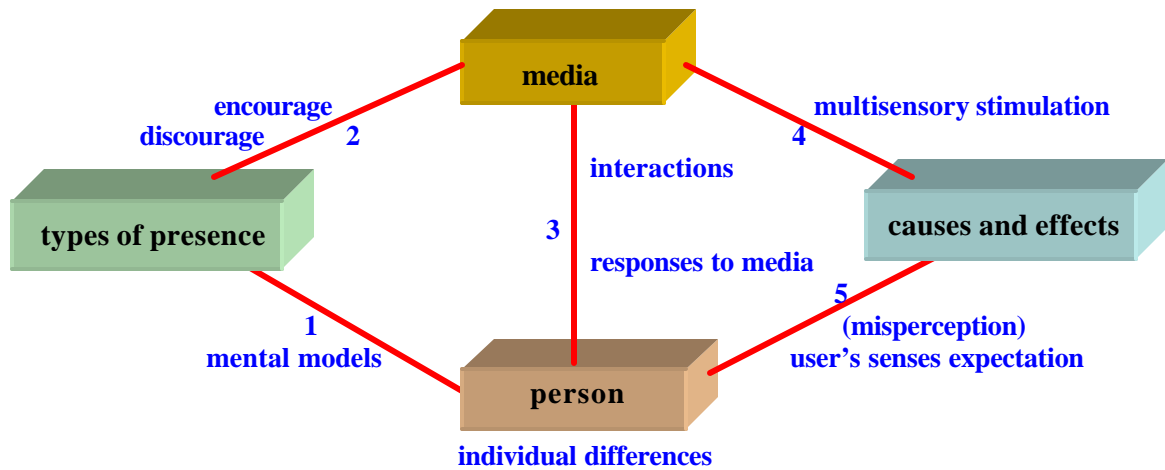 media
encourage
discourage
2
multisensory stimulation
4
interactions
types of presence
3
causes and effects
responses to media
1
mental models
5
(misperception)
user's senses expectation
person
individual differences